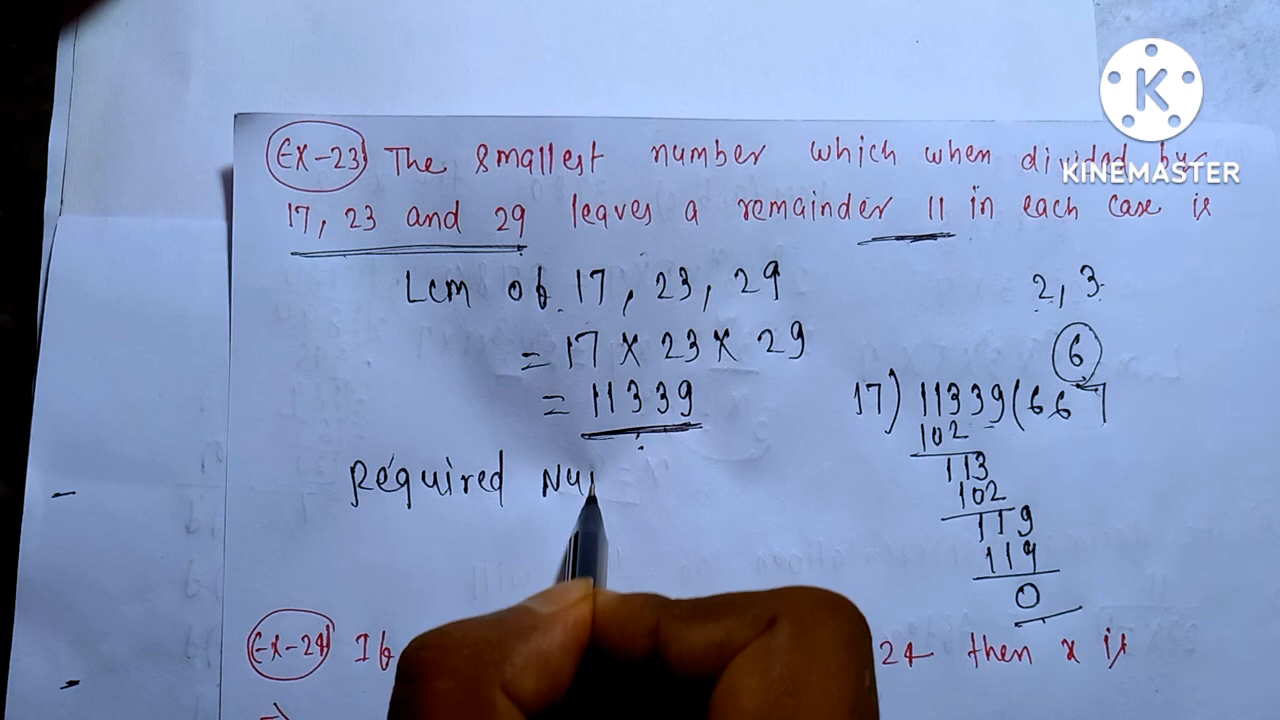 KINEMASTER
Ex-23 The smallest number which when divided by
17, 23 and 29 leaves a remainder 11 in each case is
Lcm of 17, 23, 29
= 17 x 23 x 29
= 11339
Required Nu
2, 3
6
17) 11339 (667
102
113
102
119
119
0
Ex-24 If 24 then x is